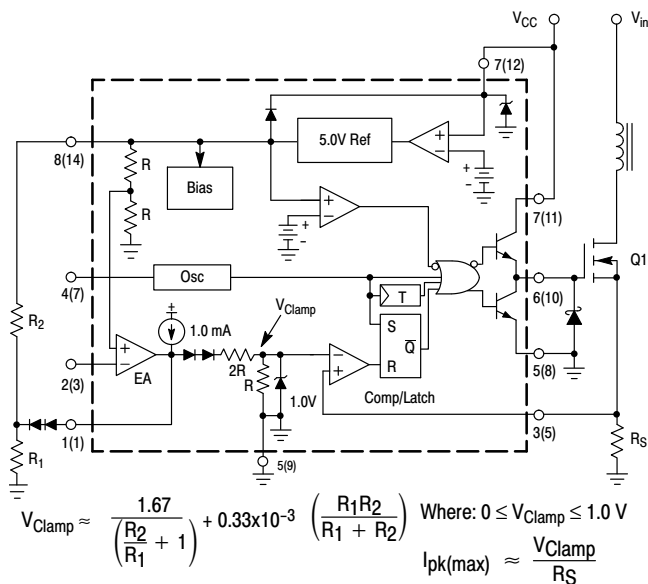 V_CC
V_in
7(12)
5.0V Ref
+
−
+
−
8(14)
R
Bias
R
+
−
+
−
7(11)
Q1
4(7)
Osc
T
6(10)
+
1.0 mA
V_Clamp
R_2
S
Q̅
R
+
−
EA
2R
R
1.0V
−
+
Comp/Latch
5(8)
2(3)
1(1)
3(5)
R_1
5(9)
R_S
V_Clamp ≈ 1.67 / (R_2/R_1 + 1) + 0.33x10⁻³ (R_1R_2 / (R_1 + R_2)) Where: 0 ≤ V_Clamp ≤ 1.0 V
I_pk(max) ≈ V_Clamp / R_S